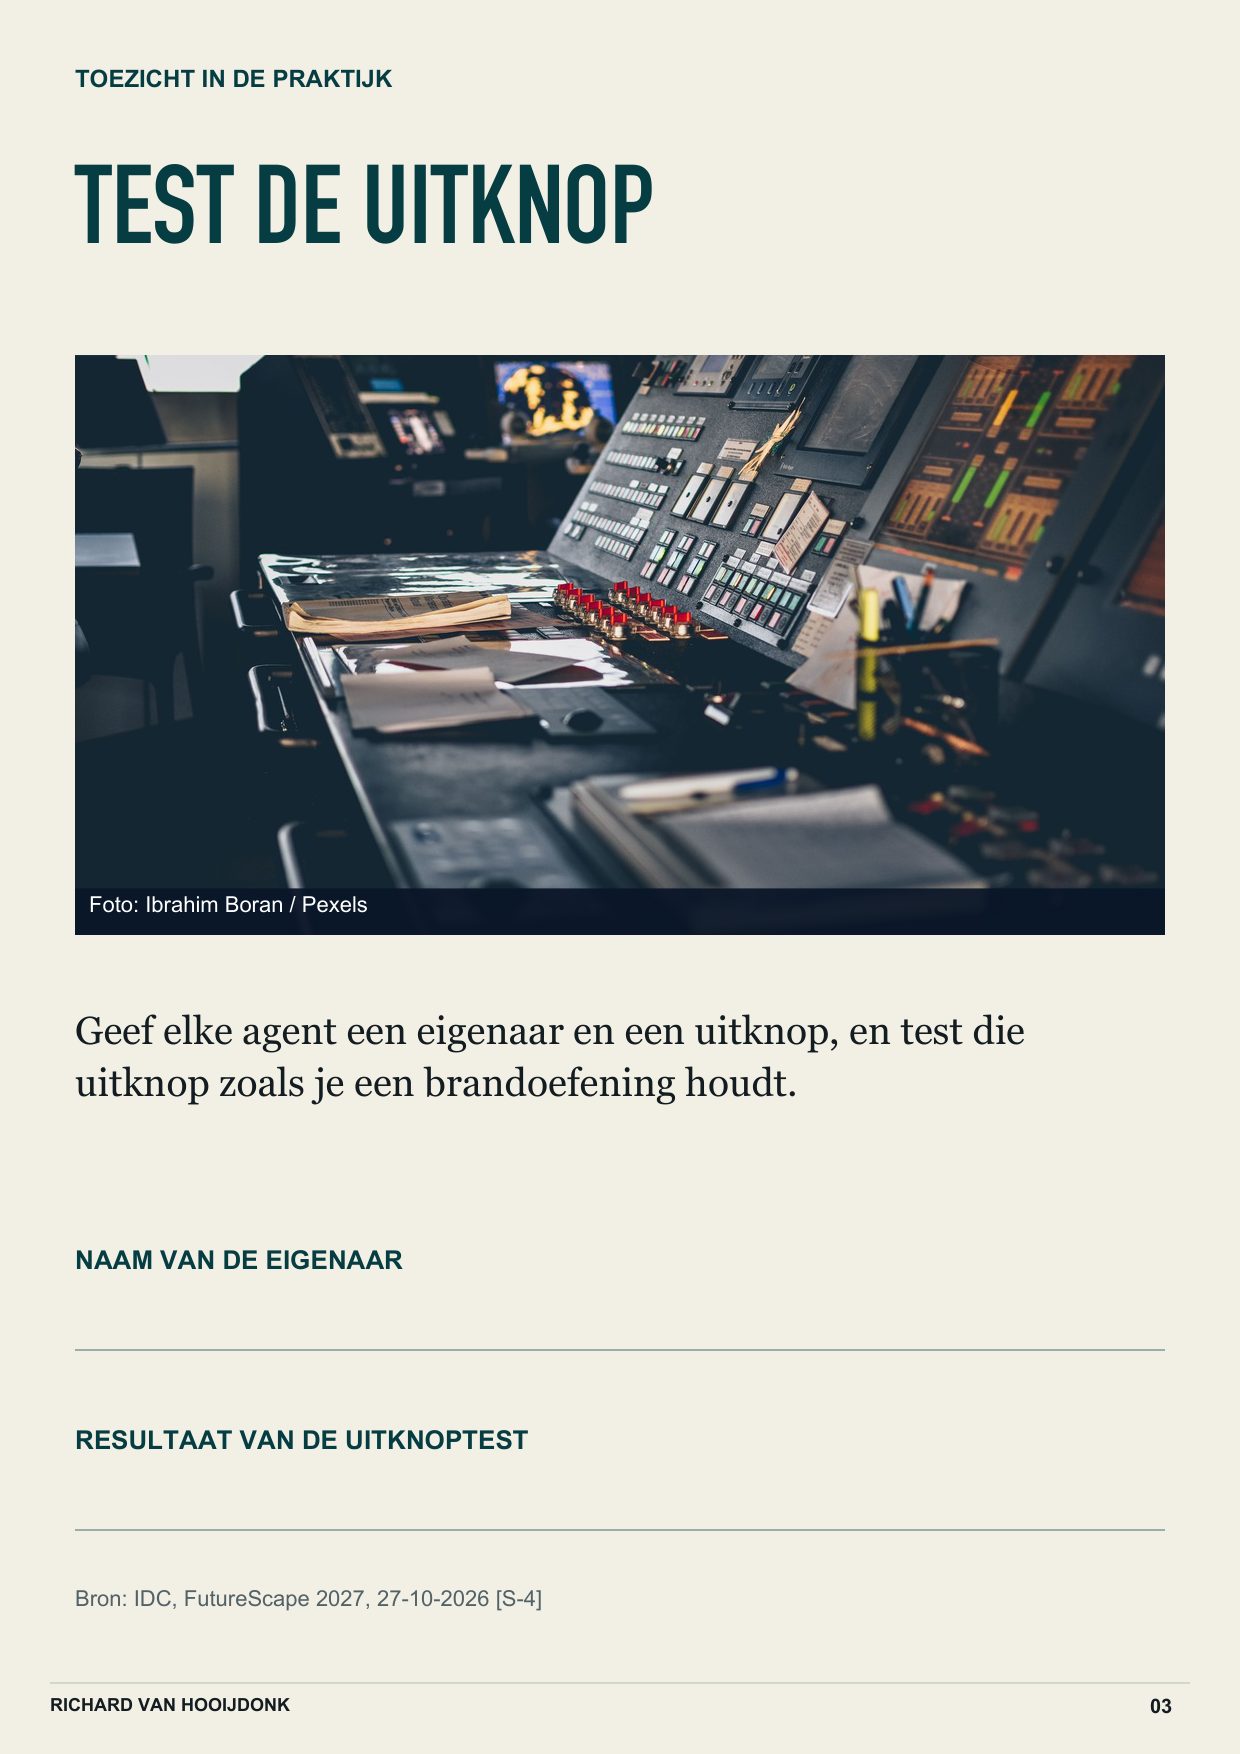 TOEZICHT IN DE PRAKTIJK
TEST DE UITKNOP
Foto: Ibrahim Boran / Pexels
Geef elke agent een eigenaar en een uitknop, en test die
uitknop zoals je een brandoefening houdt.
NAAM VAN DE EIGENAAR
RESULTAAT VAN DE UITKNOPTEST
Bron: IDC, FutureScape 2027, 27-10-2026 [S-4]
RICHARD VAN HOOIJDONK
03